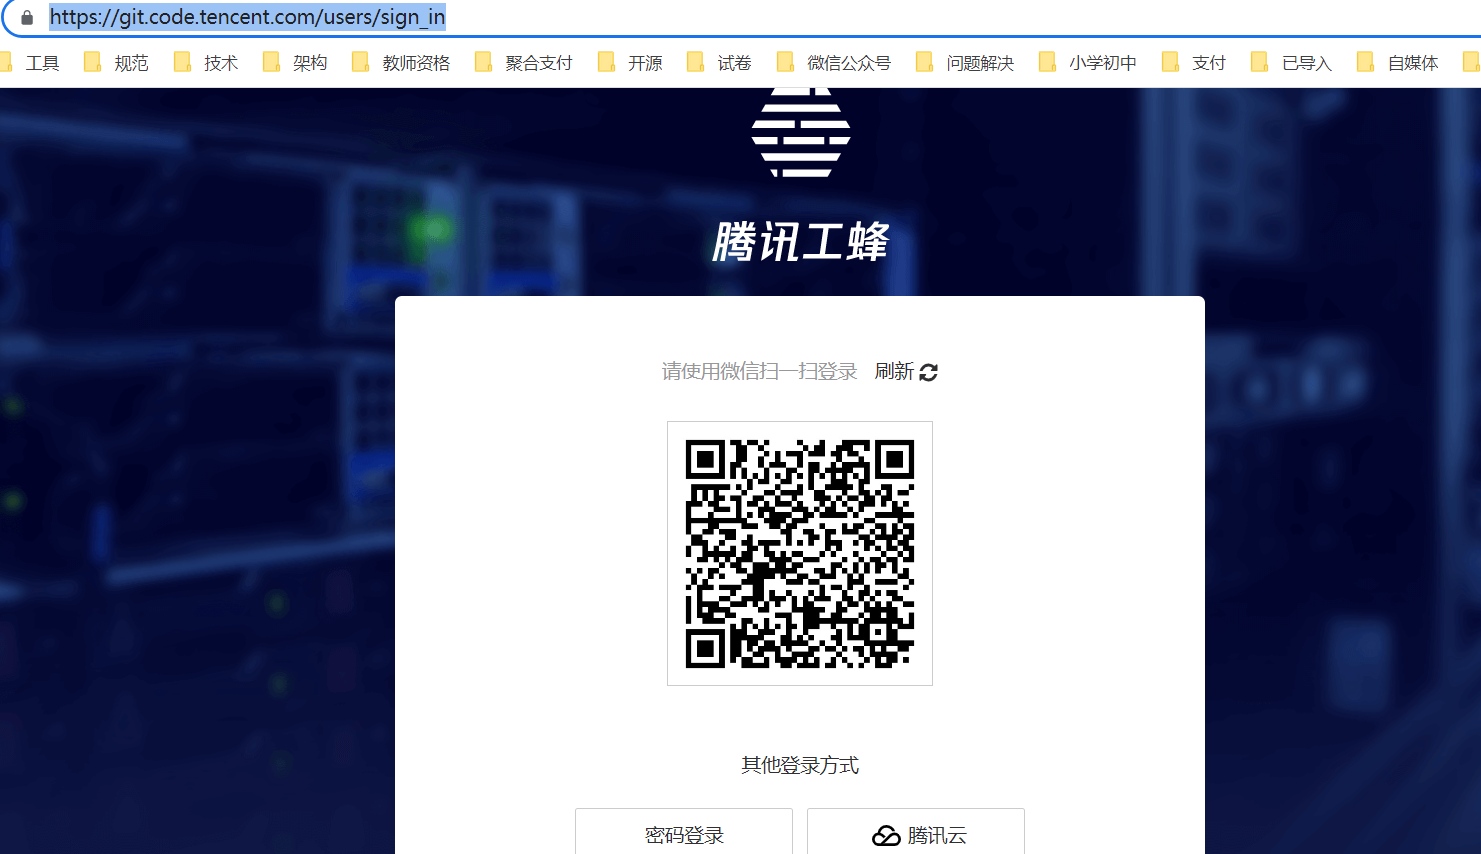 https://git.code.tencent.com/users/sign_in
工具 规范 技术 架构 教师资格 聚合支付 开源 试卷 微信公众号 问题解决 小学初中 支付 已导入 自媒体
腾讯工蜂
请使用微信扫一扫登录 刷新
其他登录方式
密码登录 腾讯云